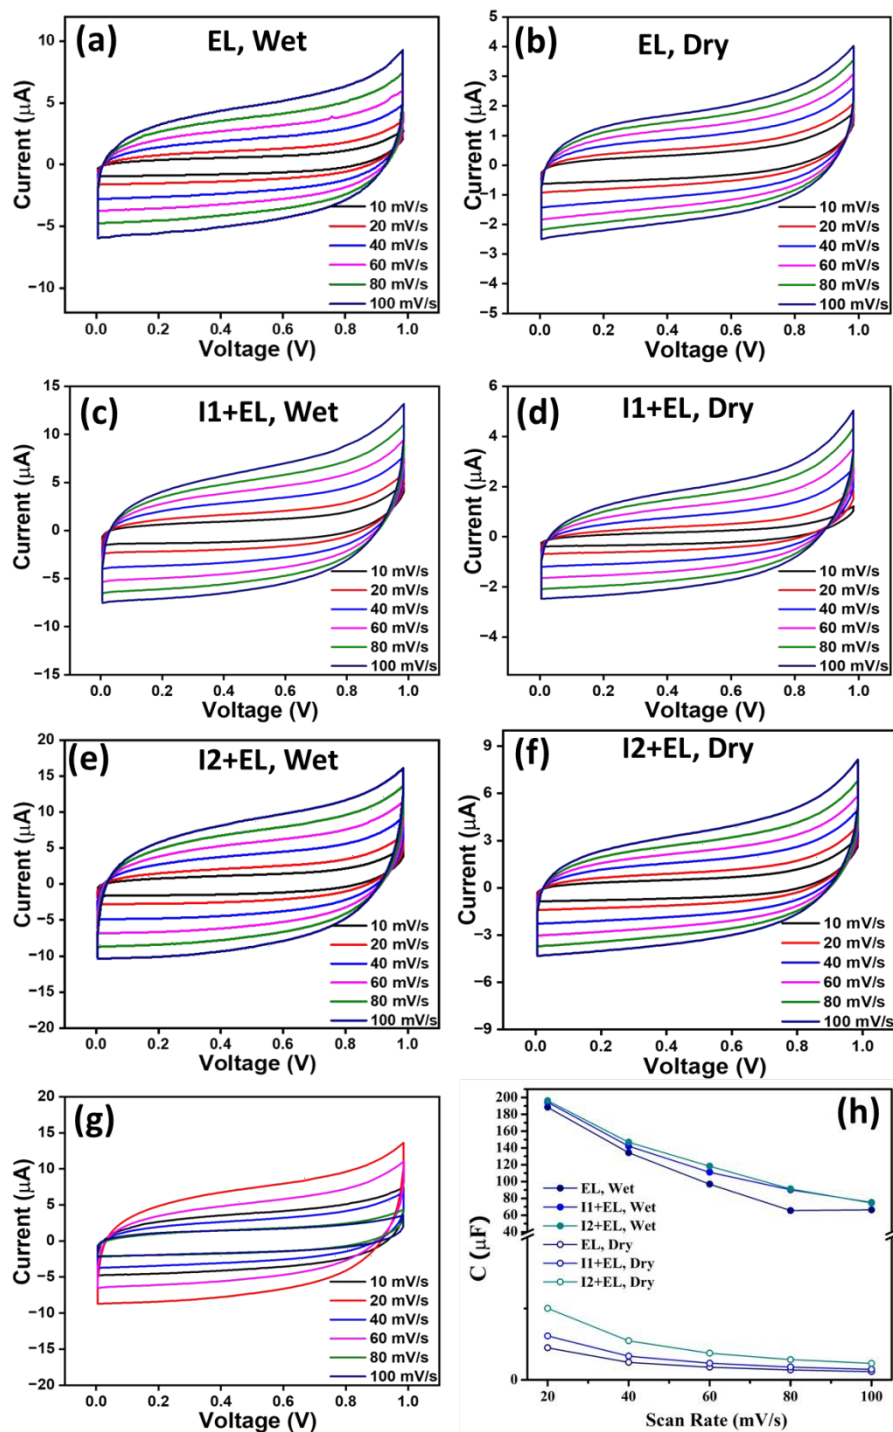 (a) EL, Wet
10
5
0
−5
−10
Current (µA)
10 mV/s
20 mV/s
40 mV/s
60 mV/s
80 mV/s
100 mV/s
0.0 0.2 0.4 0.6 0.8 1.0
Voltage (V)
(b) EL, Dry
5
4
3
2
1
0
−1
−2
−3
−4
−5
Current (µA)
10 mV/s
20 mV/s
40 mV/s
60 mV/s
80 mV/s
100 mV/s
0.0 0.2 0.4 0.6 0.8 1.0
Voltage (V)
(c) I1+EL, Wet
15
10
5
0
−5
−10
−15
Current (µA)
10 mV/s
20 mV/s
40 mV/s
60 mV/s
80 mV/s
100 mV/s
0.0 0.2 0.4 0.6 0.8 1.0
Voltage (V)
(d) I1+EL, Dry
6
4
2
0
−2
−4
Current (µA)
10 mV/s
20 mV/s
40 mV/s
60 mV/s
80 mV/s
100 mV/s
0.0 0.2 0.4 0.6 0.8 1.0
Voltage (V)
(e) I2+EL, Wet
20
15
10
5
0
−5
−10
−15
−20
Current (µA)
10 mV/s
20 mV/s
40 mV/s
60 mV/s
80 mV/s
100 mV/s
0.0 0.2 0.4 0.6 0.8 1.0
Voltage (V)
(f) I2+EL, Dry
9
6
3
0
−3
−6
−9
Current (µA)
10 mV/s
20 mV/s
40 mV/s
60 mV/s
80 mV/s
100 mV/s
0.0 0.2 0.4 0.6 0.8 1.0
Voltage (V)
(g)
20
15
10
5
0
−5
−10
−15
−20
Current (µA)
10 mV/s
20 mV/s
40 mV/s
60 mV/s
80 mV/s
100 mV/s
0.0 0.2 0.4 0.6 0.8 1.0
Voltage (V)
(h)
200
180
160
140
120
100
80
60
40
0
C (µF)
EL, Wet
I1+EL, Wet
I2+EL, Wet
EL, Dry
I1+EL, Dry
I2+EL, Dry
20 40 60 80 100
Scan Rate (mV/s)